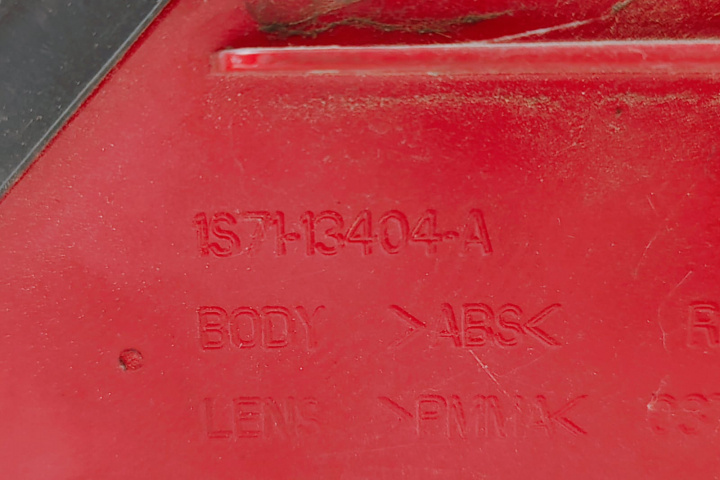 1S71-13404-A
BODY >ABS<
LENS >PMMA<